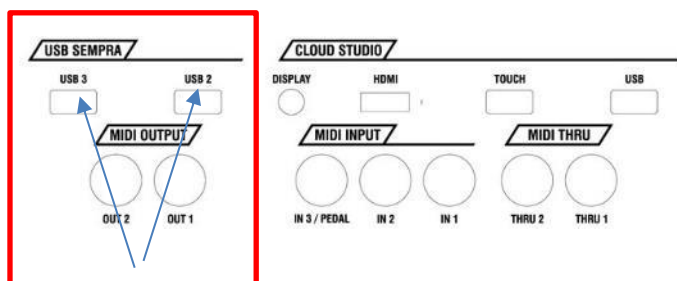 USB SEMPRA
CLOUD STUDIO
USB 3
USB 2
DISPLAY
HDMI
TOUCH
USB
MIDI OUTPUT
MIDI INPUT
MIDI THRU
OUT 2
OUT 1
IN 3 / PEDAL
IN 2
IN 1
THRU 2
THRU 1